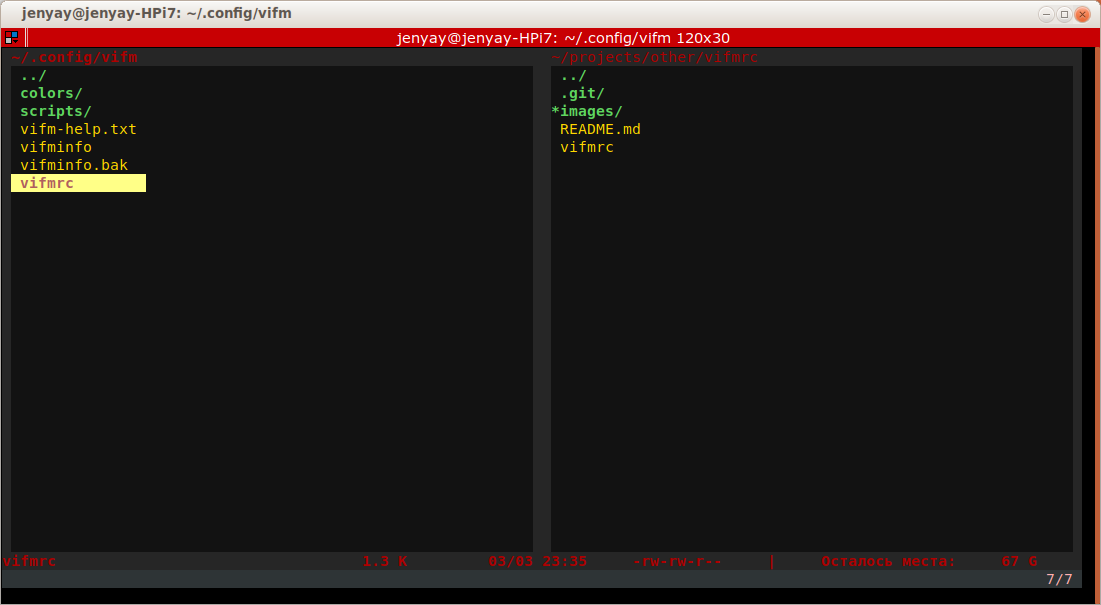 jenyay@jenyay-HPi7: ~/.config/vifm
jenyay@jenyay-HPi7: ~/.config/vifm 120x30
~/.config/vifm
../
colors/
scripts/
vifm-help.txt
vifminfo
vifminfo.bak
vifmrc
~/projects/other/vifmrc
../
.git/
*images/
README.md
vifmrc
vifmrc 1.3 K 03/03 23:35 -rw-rw-r-- | Осталось места: 67 G
7/7